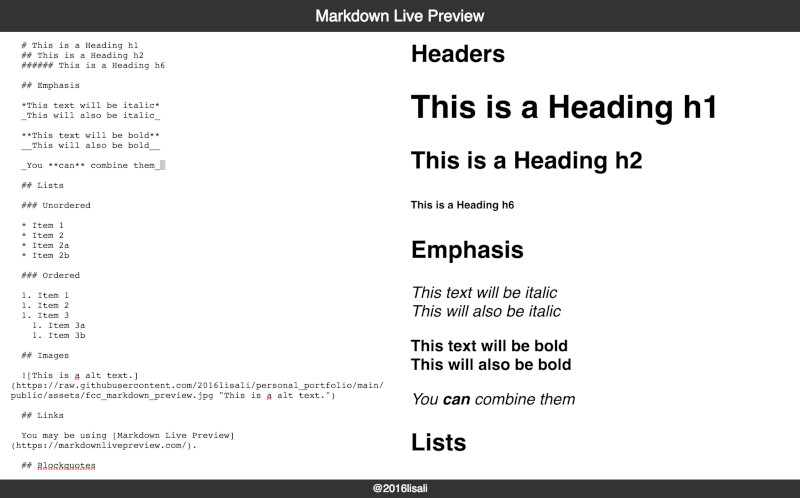 Markdown Live Preview
# This is a Heading h1
## This is a Heading h2
###### This is a Heading h6
## Emphasis
*This text will be italic*
_This will also be italic_
**This text will be bold**
__This will also be bold__
_You **can** combine them_
## Lists
### Unordered
* Item 1
* Item 2
* Item 2a
* Item 2b
### Ordered
1. Item 1
1. Item 2
1. Item 3
1. Item 3a
1. Item 3b
## Images
![This is a alt text.]
(https://raw.githubusercontent.com/2016lisali/personal_portfolio/main/
public/assets/fcc_markdown_preview.jpg "This is a alt text.")
## Links
You may be using [Markdown Live Preview]
(https://markdownlivepreview.com/).
## Blockquotes
Headers
This is a Heading h1
This is a Heading h2
This is a Heading h6
Emphasis
This text will be italic
This will also be italic
This text will be bold
This will also be bold
You can combine them
Lists
@2016lisali